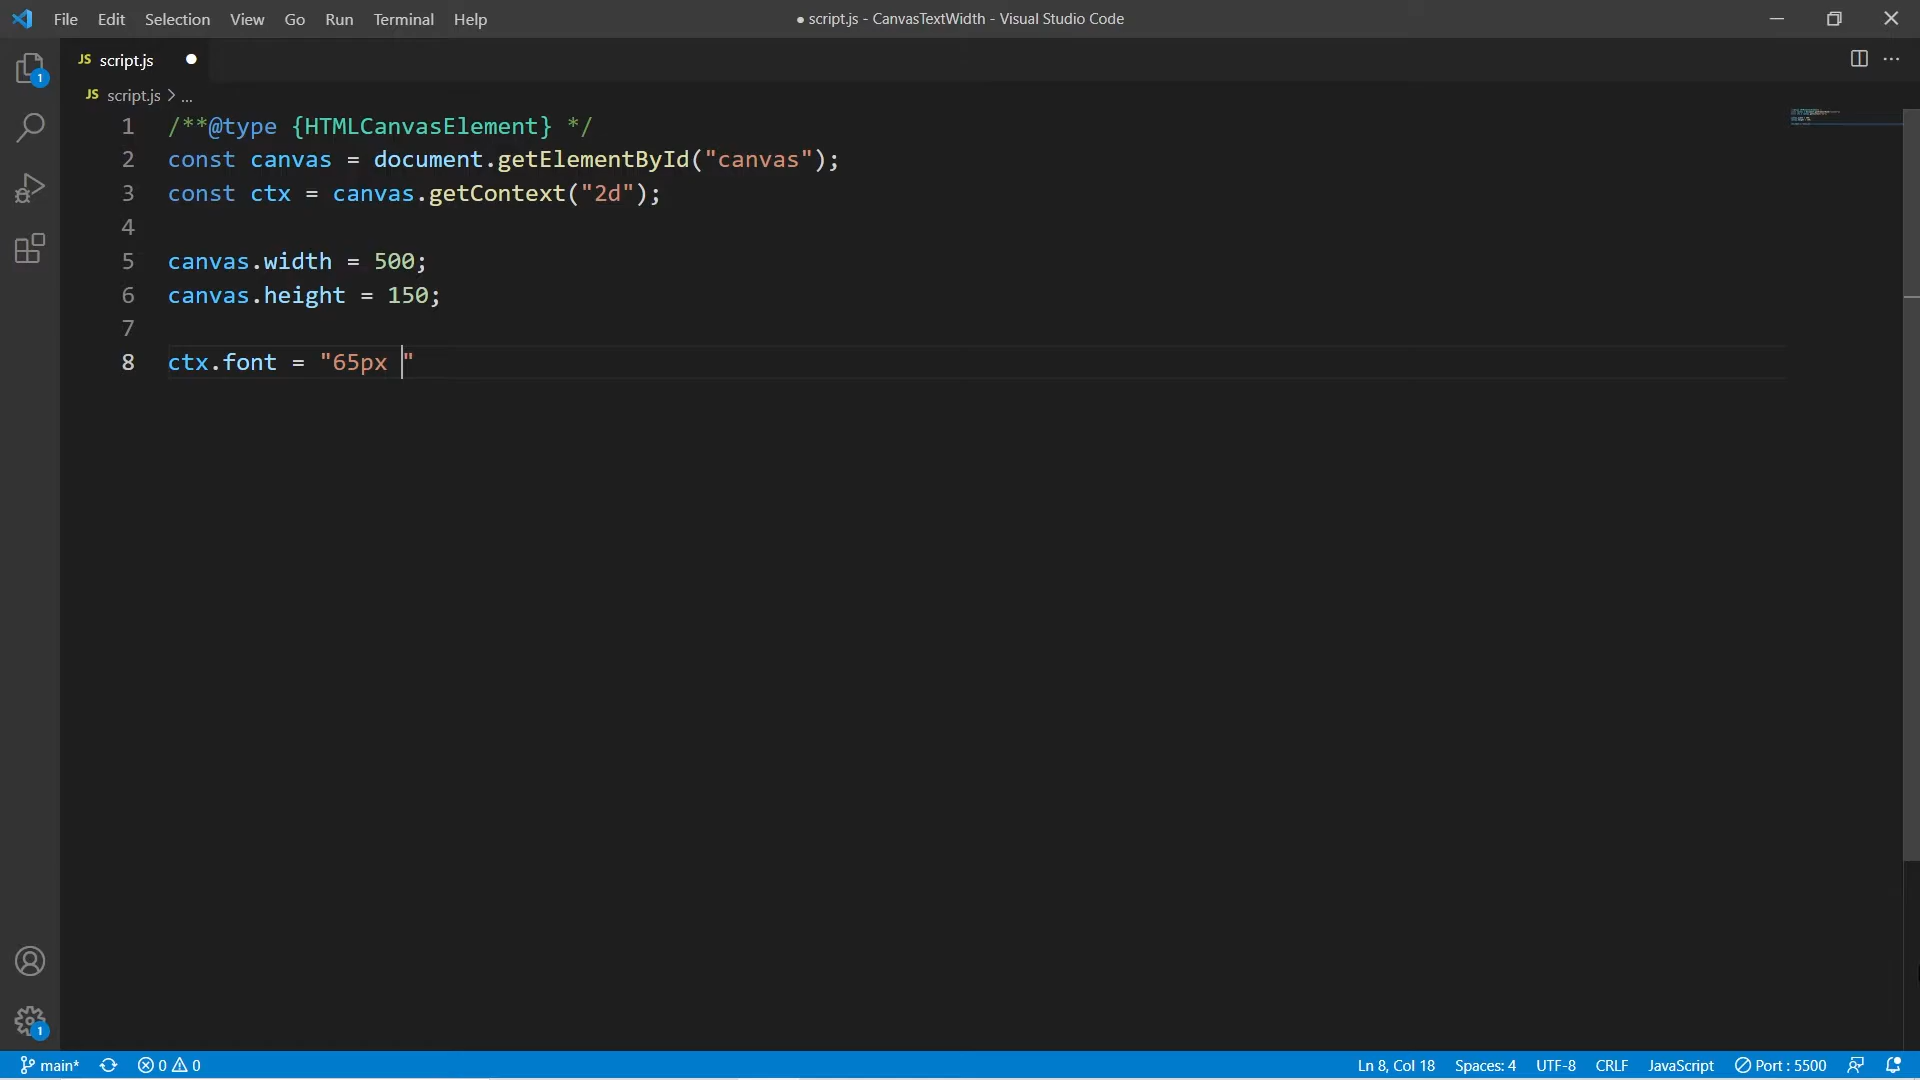 File Edit Selection View Go Run Terminal Help ● script.js - CanvasTextWidth - Visual Studio Code
JS script.js ●
JS script.js > ...
1 /**@type {HTMLCanvasElement} */
2 const canvas = document.getElementById("canvas");
3 const ctx = canvas.getContext("2d");
4
5 canvas.width = 500;
6 canvas.height = 150;
7
8 ctx.font = "65px "
1
1
main* 0 0 Ln 8, Col 18 Spaces: 4 UTF-8 CRLF JavaScript Port : 5500